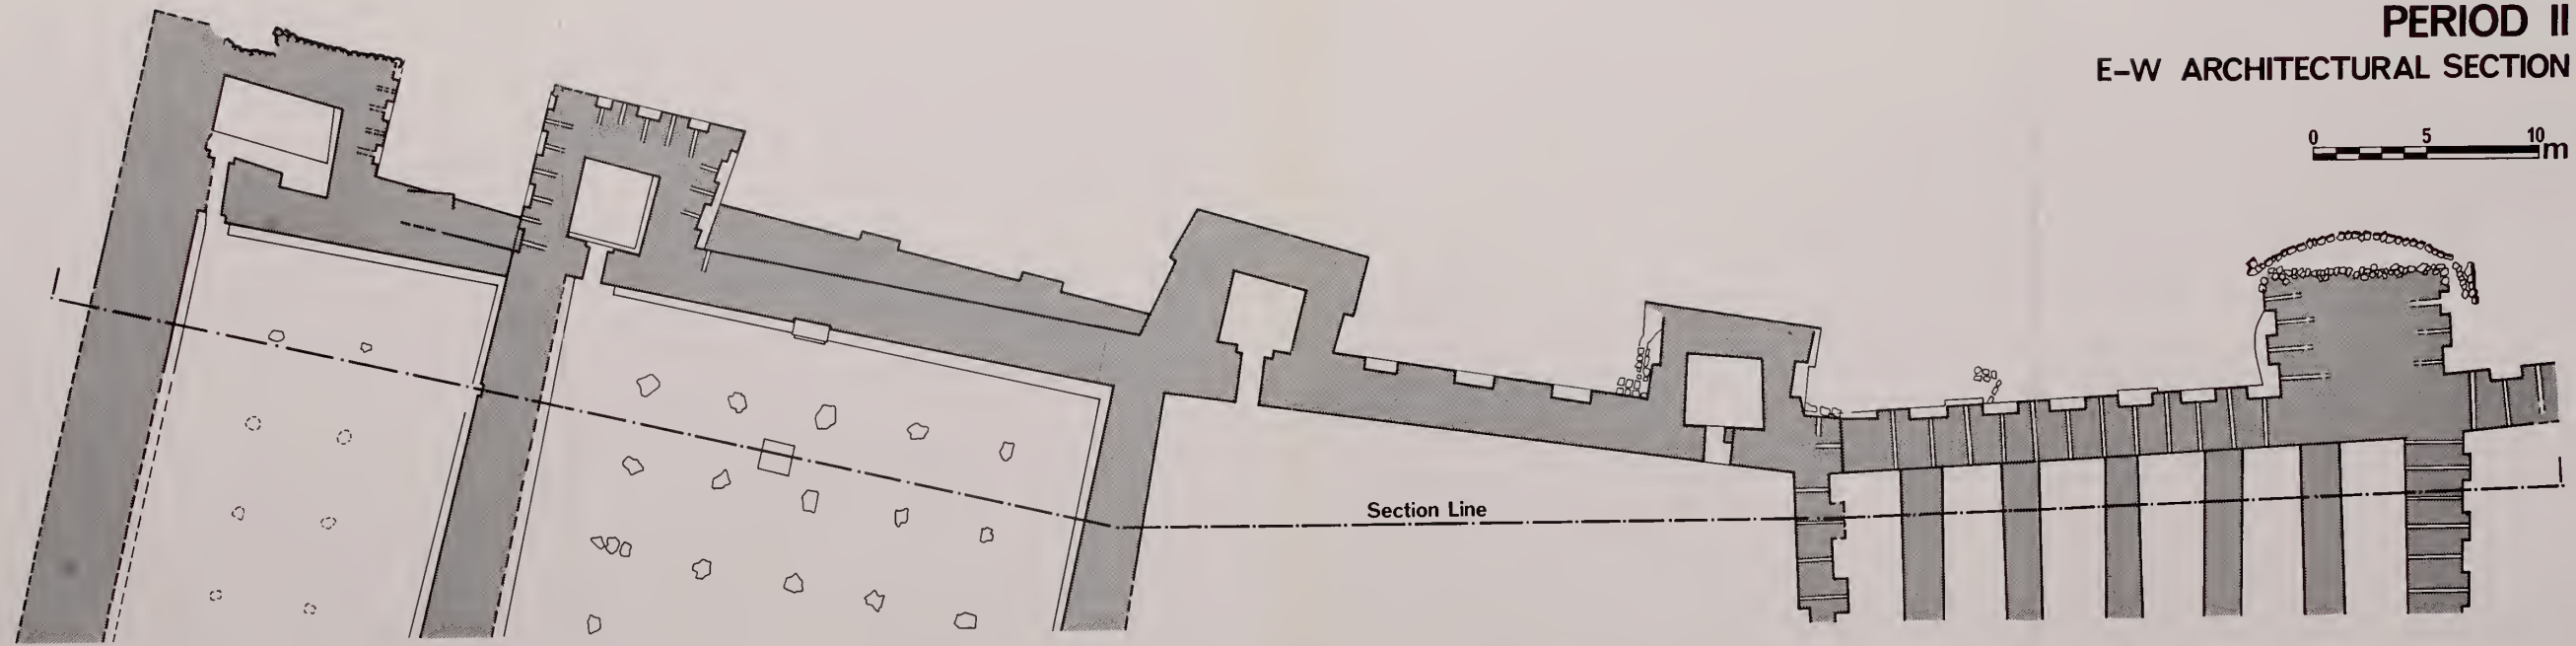 PERIOD II
E–W ARCHITECTURAL SECTION
0 5 10 m
Section Line